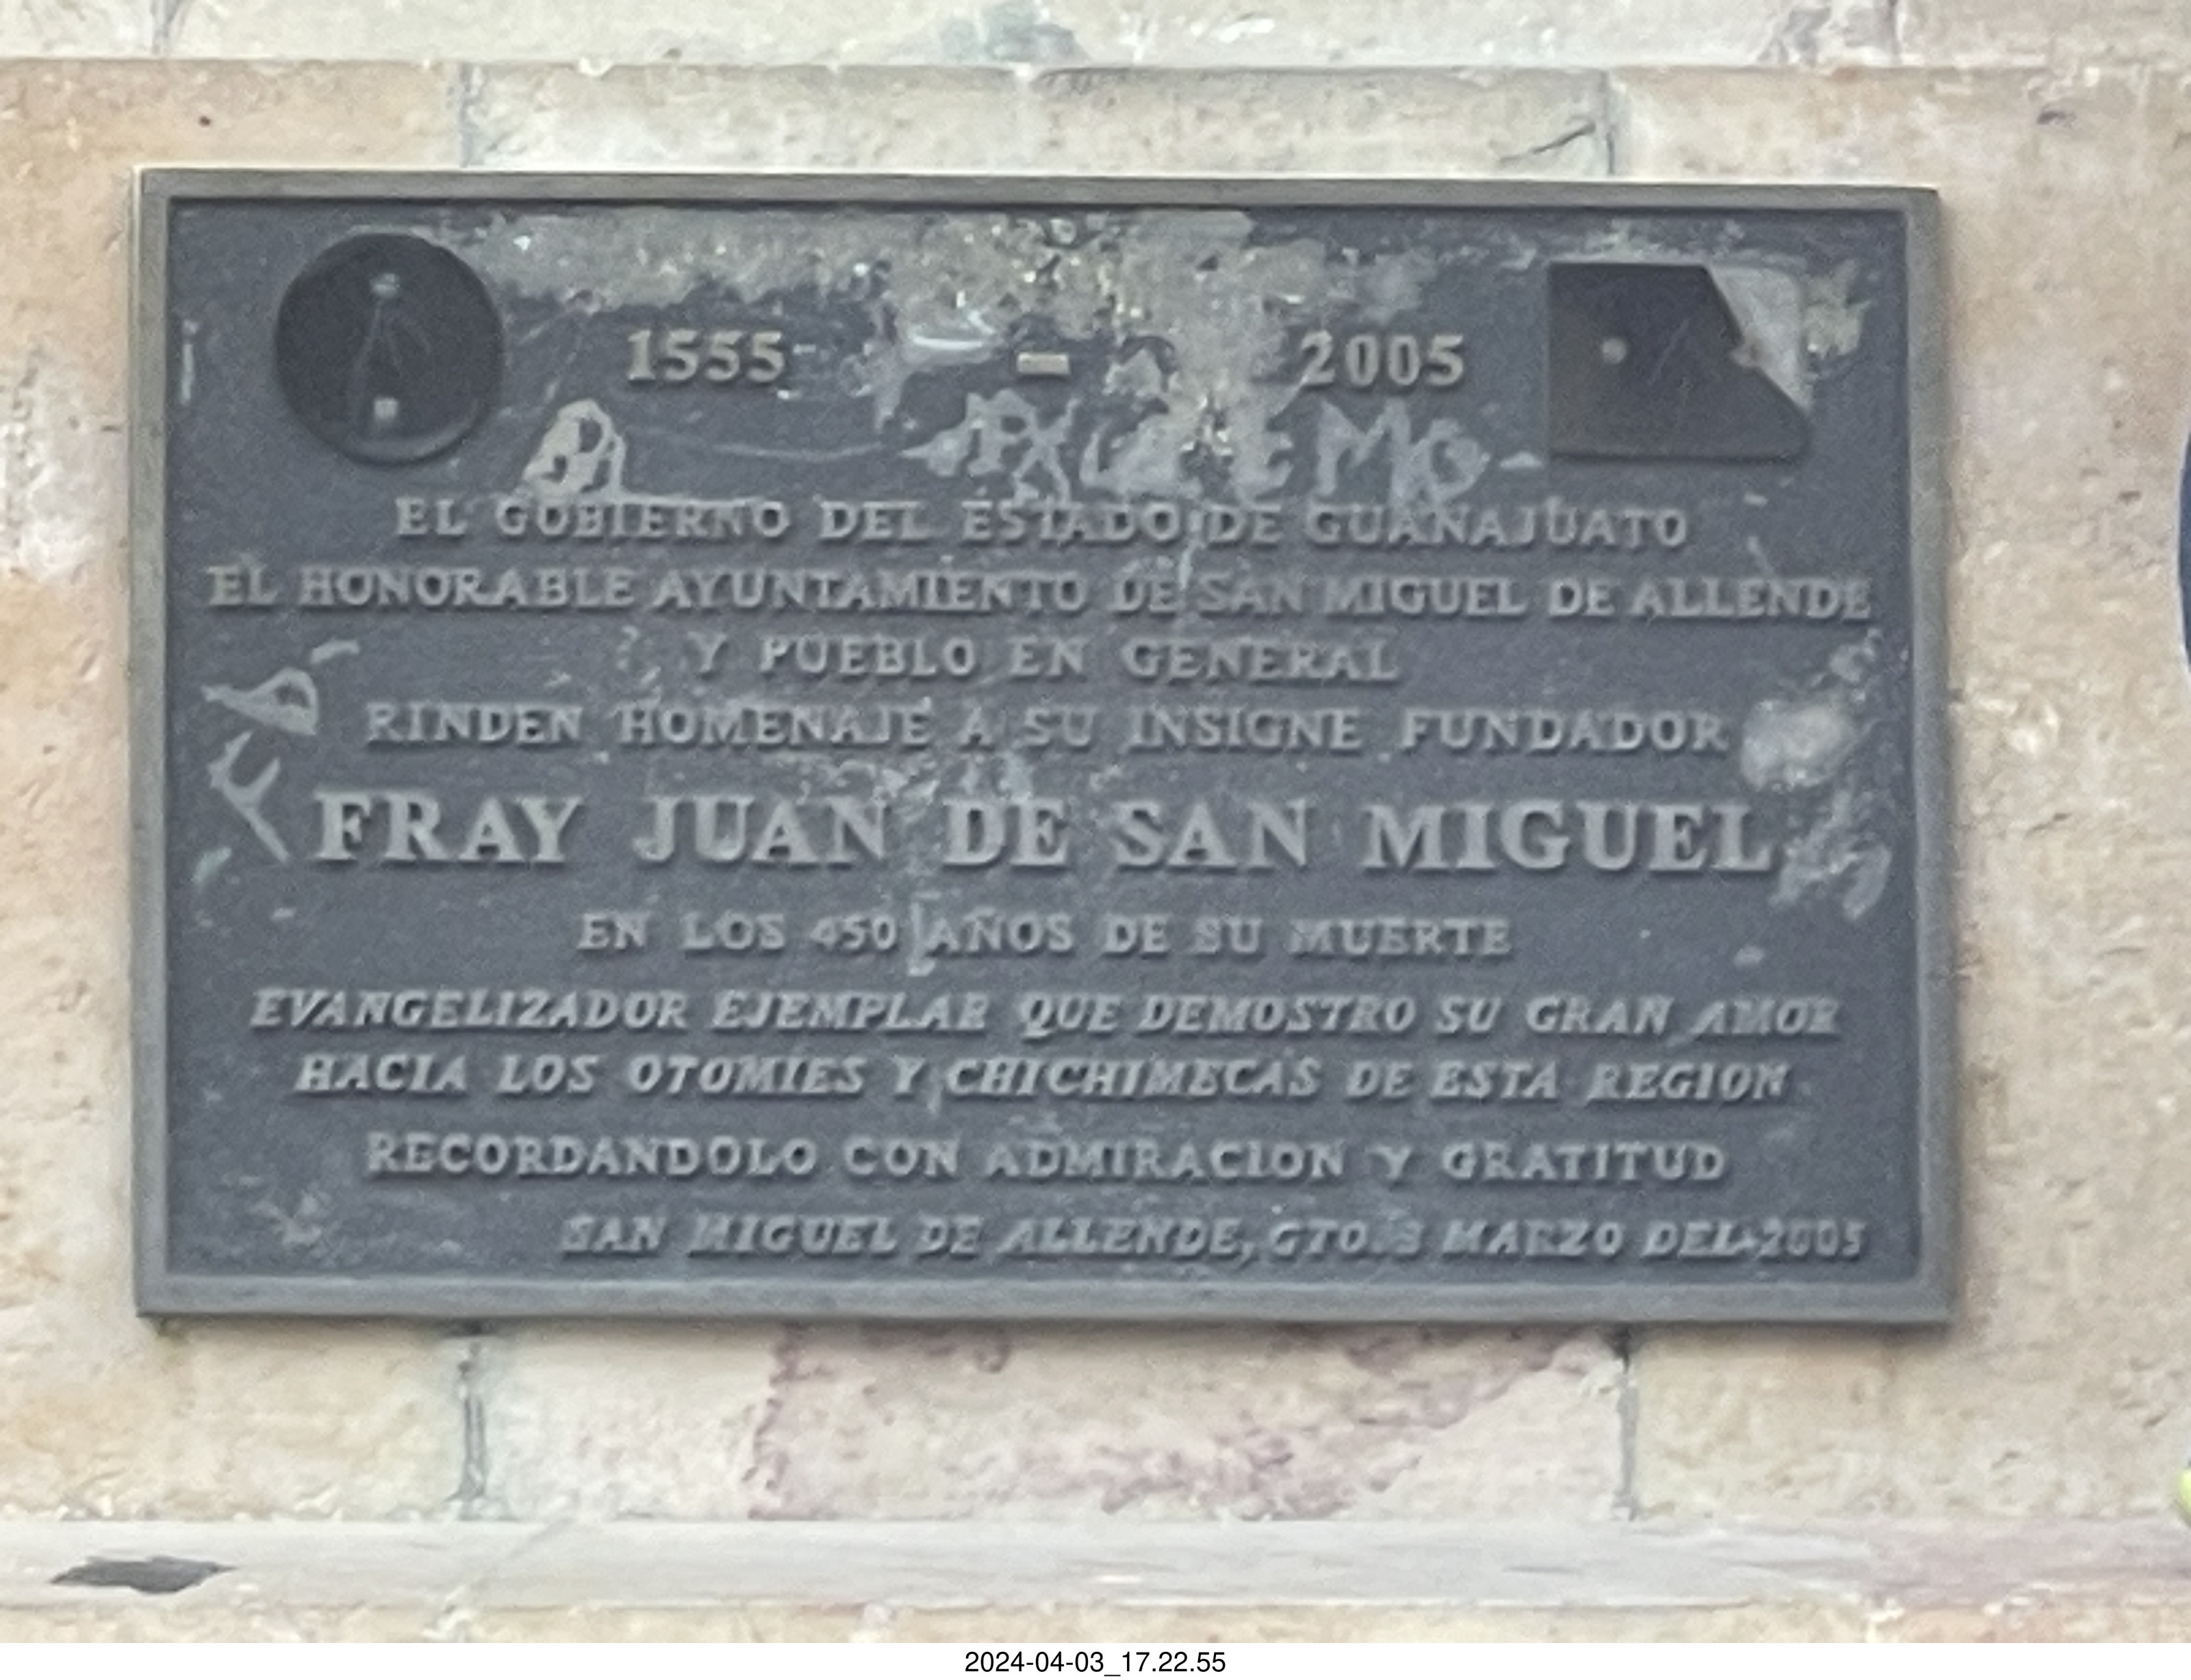 1555 - 2005
EL GOBIERNO DEL ESTADO DE GUANAJUATO
EL HONORABLE AYUNTAMIENTO DE SAN MIGUEL DE ALLENDE
Y PUEBLO EN GENERAL
RINDEN HOMENAJE A SU INSIGNE FUNDADOR
FRAY JUAN DE SAN MIGUEL
EN LOS 450 AÑOS DE SU MUERTE
EVANGELIZADOR EJEMPLAR QUE DEMOSTRO SU GRAN AMOR
HACIA LOS OTOMIES Y CHICHIMECAS DE ESTA REGION
RECORDANDOLO CON ADMIRACION Y GRATITUD
SAN MIGUEL DE ALLENDE, GTO. MARZO DEL 2005
2024-04-03_17.22.55